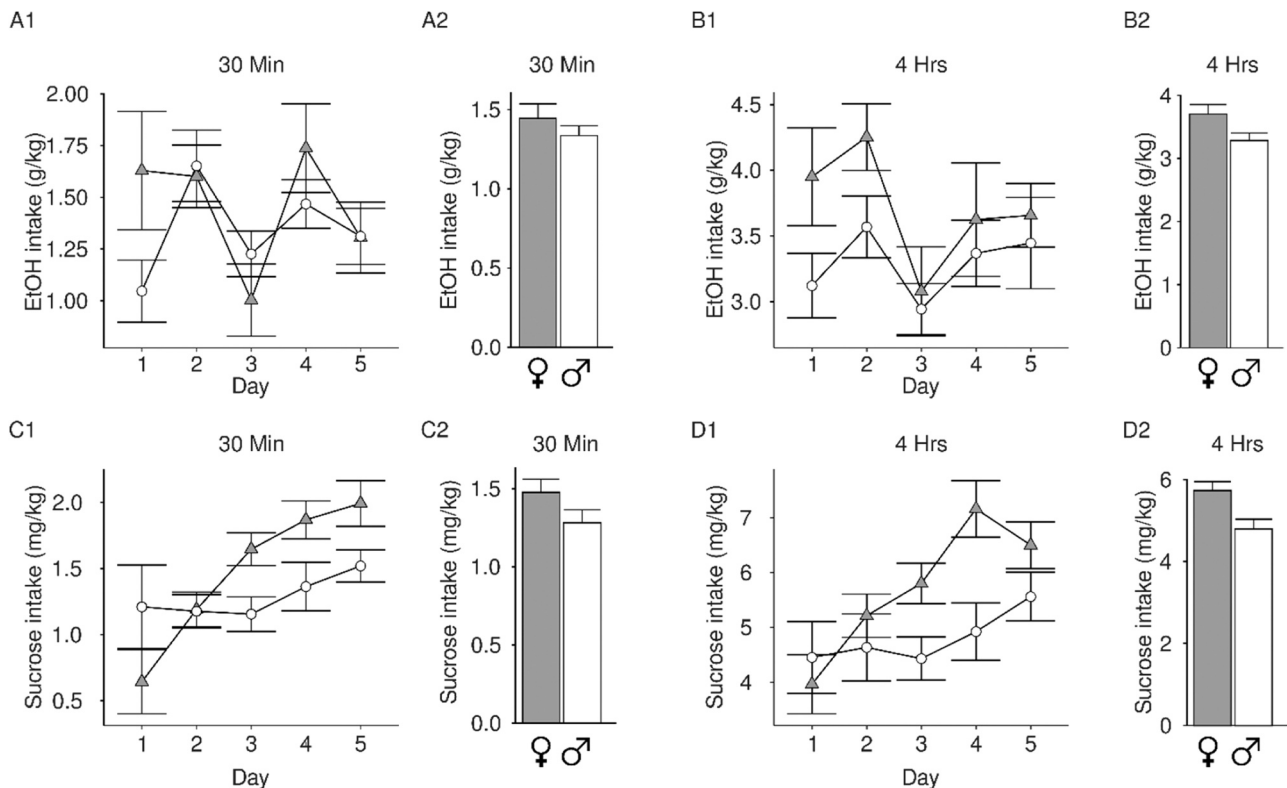 A1
30 Min
EtOH intake (g/kg)
2.00
1.75
1.50
1.25
1.00
1 2 3 4 5
Day
A2
30 Min
EtOH intake (g/kg)
1.5
1.0
0.5
0.0
♀ ♂
B1
4 Hrs
EtOH intake (g/kg)
4.5
4.0
3.5
3.0
1 2 3 4 5
Day
B2
4 Hrs
EtOH intake (g/kg)
4
3
2
1
0
♀ ♂
C1
30 Min
Sucrose intake (mg/kg)
2.0
1.5
1.0
0.5
1 2 3 4 5
Day
C2
30 Min
Sucrose intake (mg/kg)
1.5
1.0
0.5
0.0
♀ ♂
D1
4 Hrs
Sucrose intake (mg/kg)
7
6
5
4
1 2 3 4 5
Day
D2
4 Hrs
Sucrose intake (mg/kg)
6
4
2
0
♀ ♂